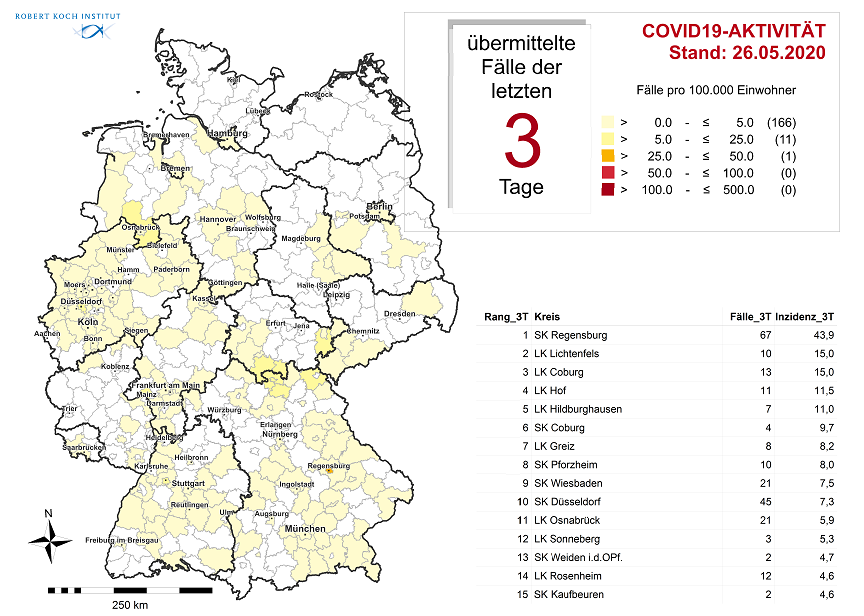 ROBERT KOCH INSTITUT
übermittelte
Fälle der
letzten
3
Tage
COVID19-AKTIVITÄT
Stand: 26.05.2020
Fälle pro 100.000 Einwohner
> 0.0 - ≤ 5.0 (166)
> 5.0 - ≤ 25.0 (11)
> 25.0 - ≤ 50.0 (1)
> 50.0 - ≤ 100.0 (0)
> 100.0 - ≤ 500.0 (0)
Kiel
Rostock
Lübeck
Bremerhaven
Hamburg
Bremen
Berlin
Potsdam
Hannover
Wolfsburg
Osnabrück
Braunschweig
Magdeburg
Münster
Bielefeld
Hamm
Paderborn
Moers
Dortmund
Göttingen
Halle (Saale)
Leipzig
Düsseldorf
Kassel
Dresden
Köln
Erfurt
Jena
Chemnitz
Aachen
Siegen
Bonn
Koblenz
Frankfurt am Main
Mainz
Darmstadt
Trier
Würzburg
Erlangen
Nürnberg
Heidelberg
Saarbrücken
Heilbronn
Karlsruhe
Regensburg
Stuttgart
Ingolstadt
Reutlingen
Ulm
Augsburg
München
Freiburg im Breisgau
N
250 km
Rang_3T Kreis Fälle_3T Inzidenz_3T
1 SK Regensburg 67 43,9
2 LK Lichtenfels 10 15,0
3 LK Coburg 13 15,0
4 LK Hof 11 11,5
5 LK Hildburghausen 7 11,0
6 SK Coburg 4 9,7
7 LK Greiz 8 8,2
8 SK Pforzheim 10 8,0
9 SK Wiesbaden 21 7,5
10 SK Düsseldorf 45 7,3
11 LK Osnabrück 21 5,9
12 LK Sonneberg 3 5,3
13 SK Weiden i.d.OPf. 2 4,7
14 LK Rosenheim 12 4,6
15 SK Kaufbeuren 2 4,6